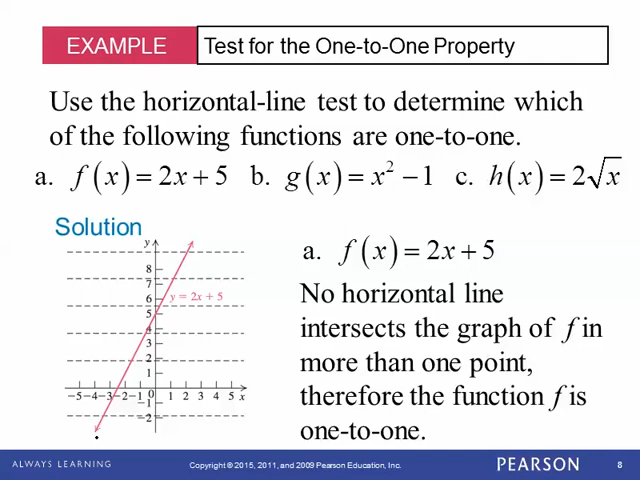 EXAMPLE Test for the One-to-One Property
Use the horizontal-line test to determine which
of the following functions are one-to-one.
a. f(x) = 2x + 5 b. g(x) = x² − 1 c. h(x) = 2√x
Solution
y
8
7
6
5
4
3
2
1
y = 2x + 5
−5 −4 −3 −2 −1 0 1 2 3 4 5 x
−1
−2
a. f(x) = 2x + 5
No horizontal line
intersects the graph of f in
more than one point,
therefore the function f is
one-to-one.
ALWAYS LEARNING Copyright © 2015, 2011, and 2009 Pearson Education, Inc. PEARSON 8